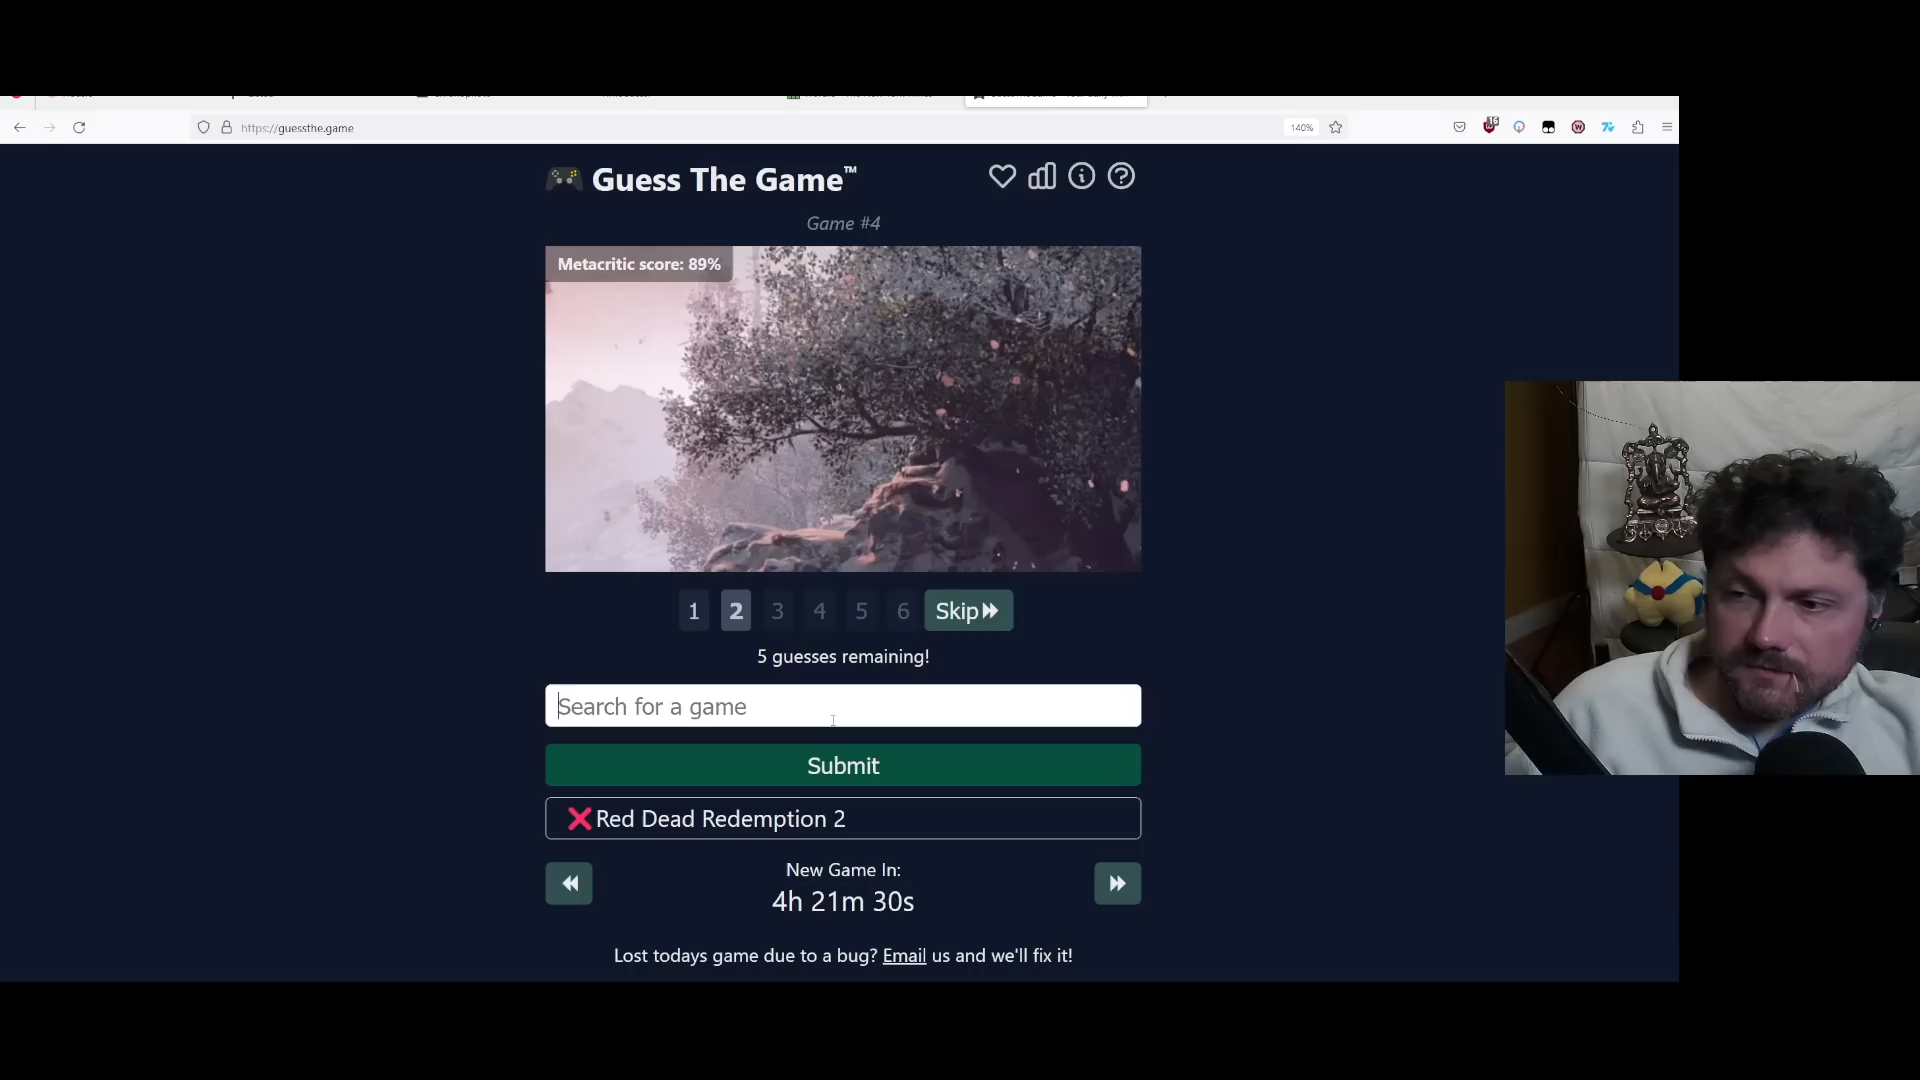 https://guessthe.game
140%
16
Guess The Game™
Game #4
Metacritic score: 89%
1 2 3 4 5 6 Skip
5 guesses remaining!
Search for a game
Submit
❌Red Dead Redemption 2
New Game In:
4h 21m 30s
Lost todays game due to a bug? Email us and we'll fix it!